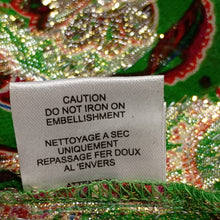 CAUTION
DO NOT IRON ON
EMBELLISHMENT
NETTOYAGE A SEC
UNIQUEMENT
REPASSAGE FER DOUX
AL 'ENVERS